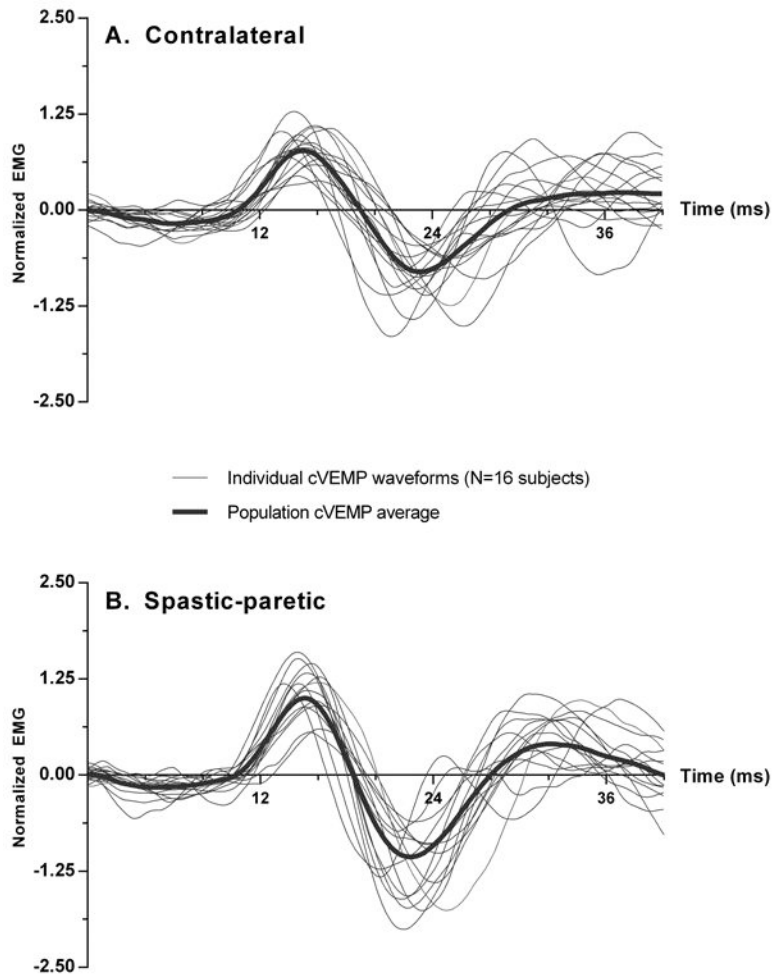 2.50
A. Contralateral
1.25
Normalized EMG
0.00
Time (ms)
12
24
36
-1.25
-2.50
Individual cVEMP waveforms (N=16 subjects)
Population cVEMP average
2.50
B. Spastic-paretic
1.25
Normalized EMG
0.00
Time (ms)
12
24
36
-1.25
-2.50